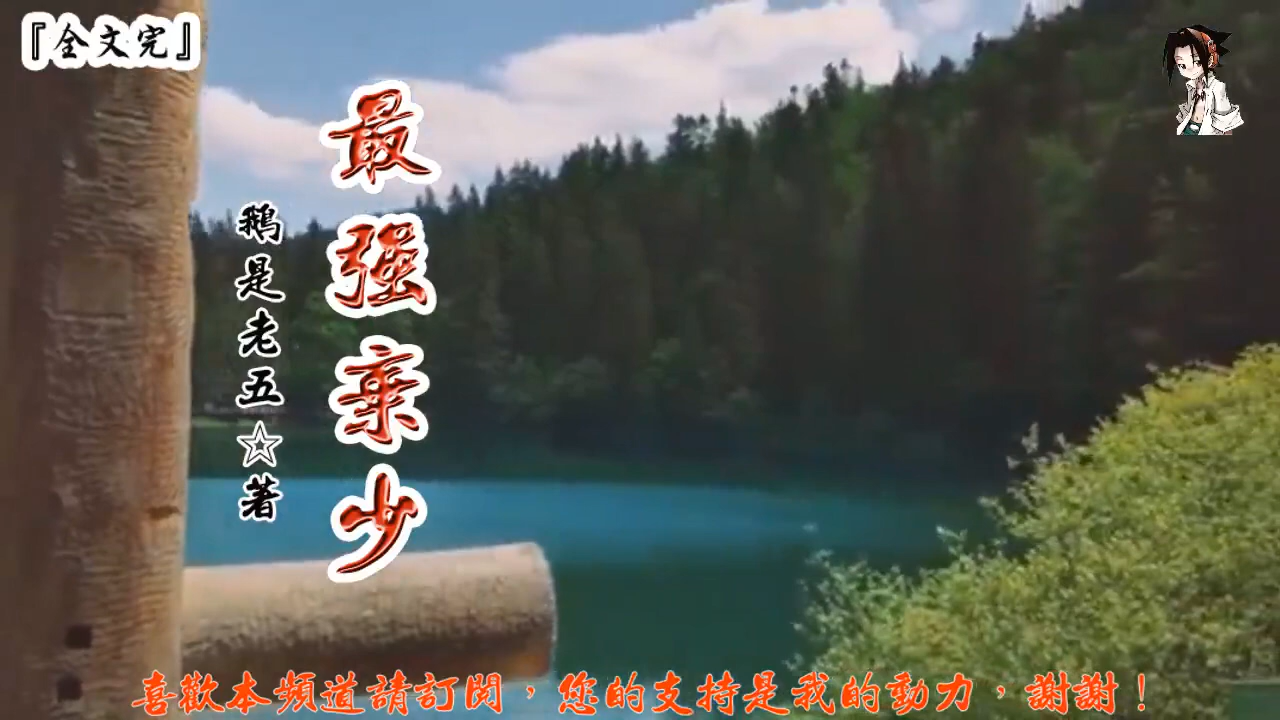 『全文完』
最強棄少
鵝是老五☆著
喜歡本頻道請訂閱，您的支持是我的動力，謝謝！